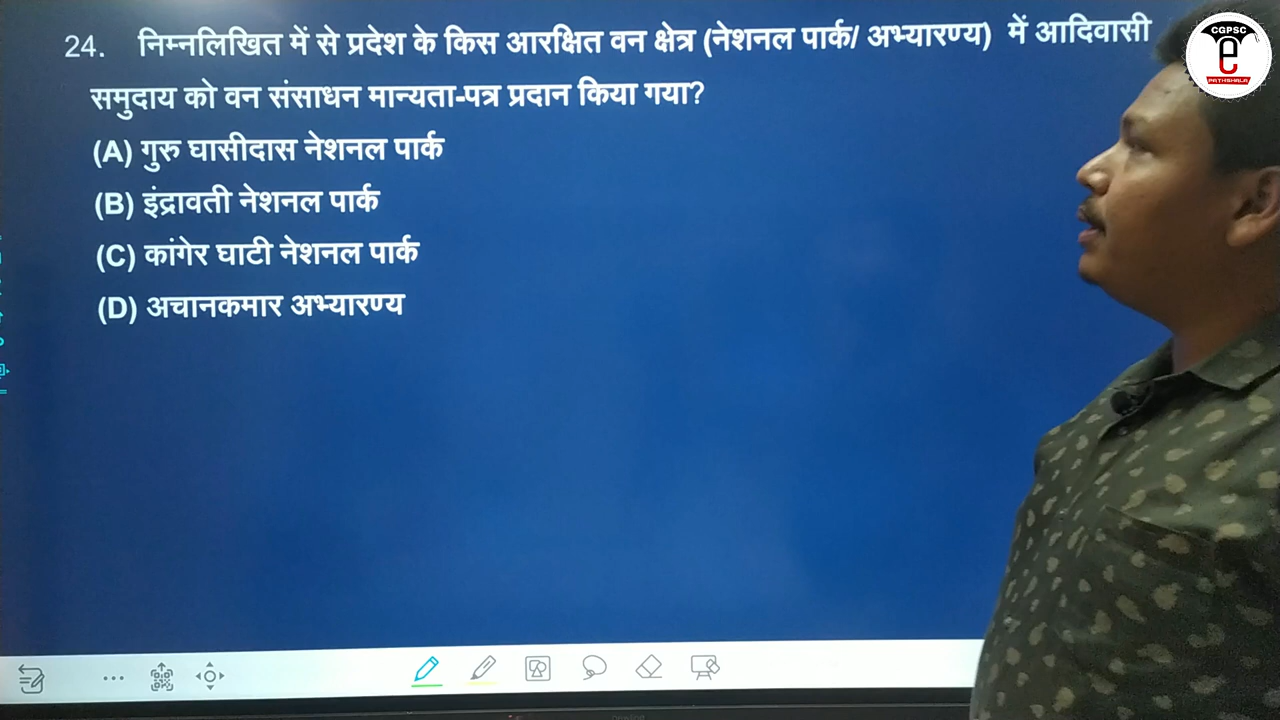 24. निम्नलिखित में से प्रदेश के किस आरक्षित वन क्षेत्र (नेशनल पार्क/ अभ्यारण्य) में आदिवासी
समुदाय को वन संसाधन मान्यता-पत्र प्रदान किया गया?
(A) गुरु घासीदास नेशनल पार्क
(B) इंद्रावती नेशनल पार्क
(C) कांगेर घाटी नेशनल पार्क
(D) अचानकमार अभ्यारण्य
CGPSC
e
PATHSHALA